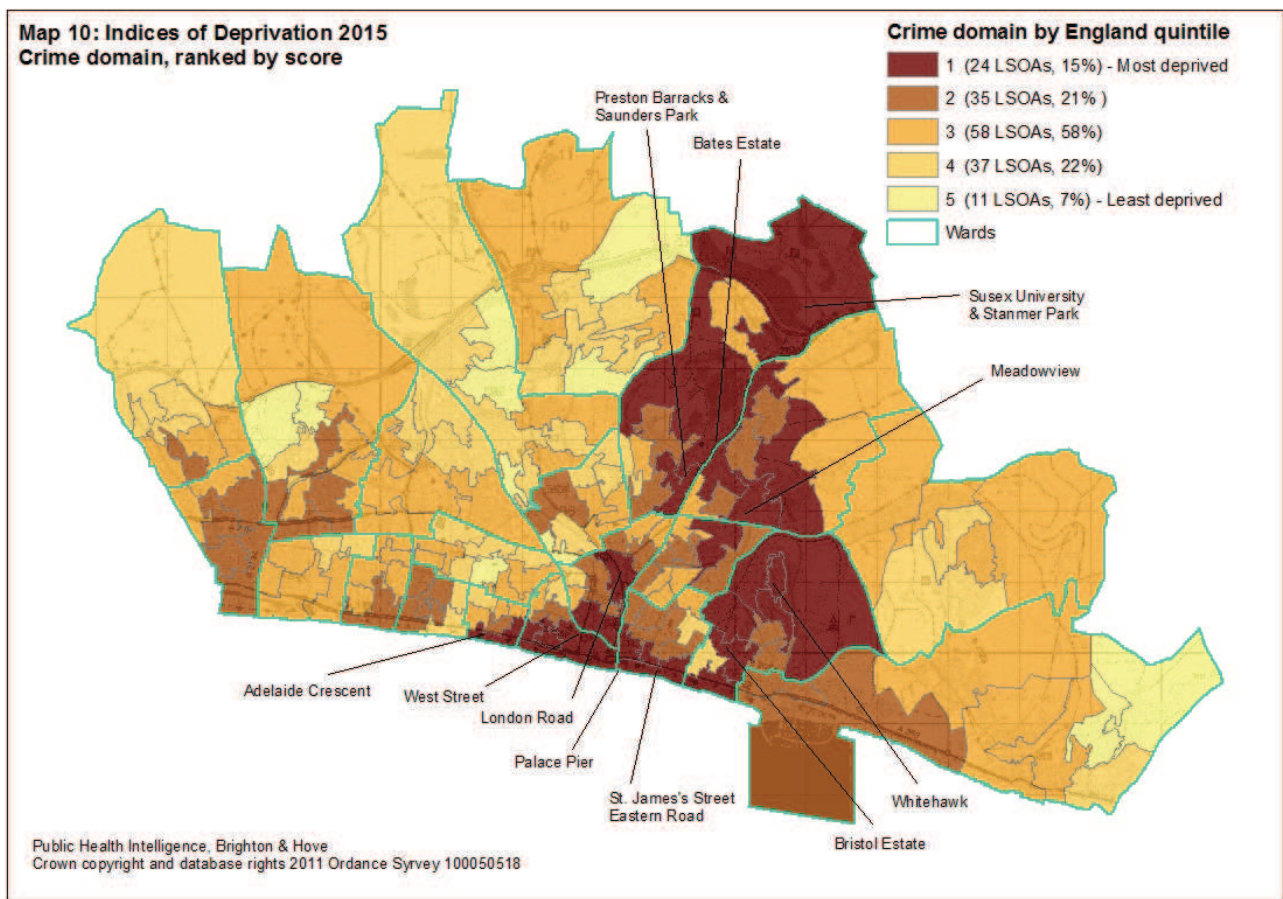 Map 10: Indices of Deprivation 2015
Crime domain, ranked by score
Crime domain by England quintile
1 (24 LSOAs, 15%) - Most deprived
2 (35 LSOAs, 21% )
3 (58 LSOAs, 58%)
4 (37 LSOAs, 22%)
5 (11 LSOAs, 7%) - Least deprived
Wards
Preston Barracks &
Saunders Park
Bates Estate
Susex University
& Stanmer Park
Meadowview
Adelaide Crescent
West Street
London Road
Palace Pier
St. James's Street
Eastern Road
Whitehawk
Bristol Estate
Public Health Intelligence, Brighton & Hove
Crown copyright and database rights 2011 Ordance Syrvey 100050518